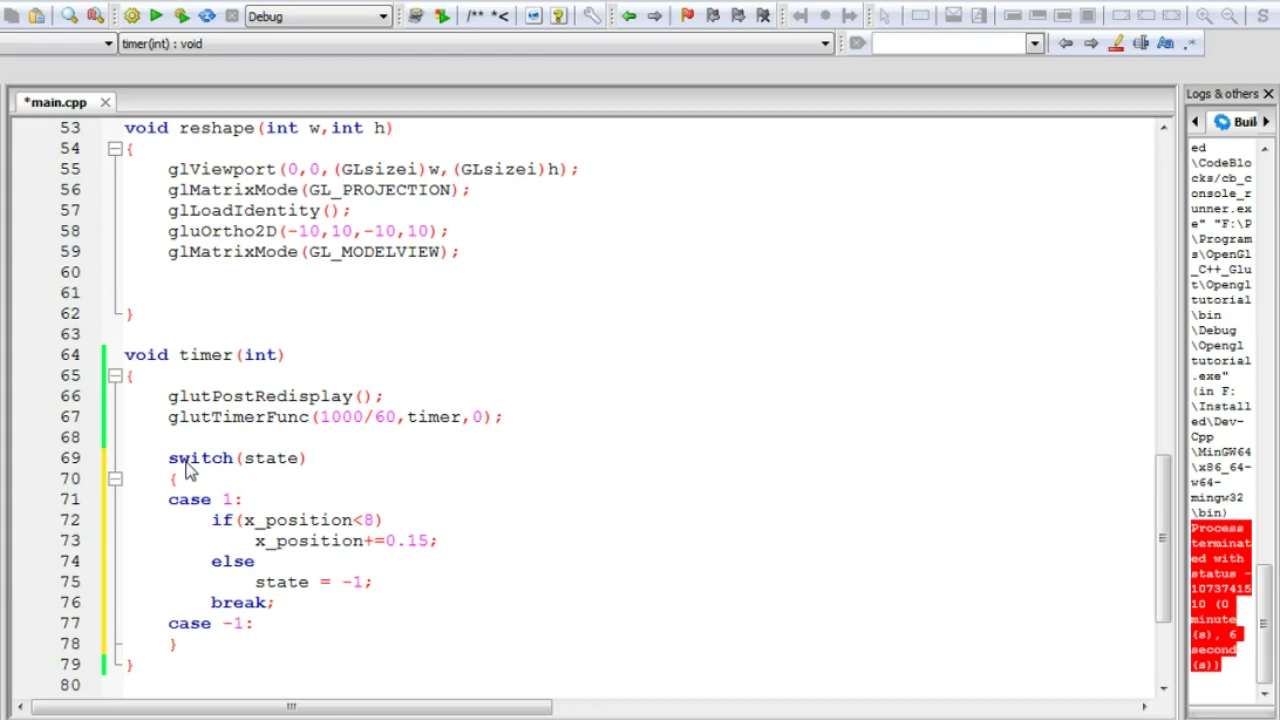 Debug
/** *<
timer(int) : void
*main.cpp
Logs & others
53 void reshape(int w,int h)
54 {
55 glViewport(0,0,(GLsizei)w,(GLsizei)h);
56 glMatrixMode(GL_PROJECTION);
57 glLoadIdentity();
58 gluOrtho2D(-10,10,-10,10);
59 glMatrixMode(GL_MODELVIEW);
60
61
62 }
63
64 void timer(int)
65 {
66 glutPostRedisplay();
67 glutTimerFunc(1000/60,timer,0);
68
69 switch(state)
70 {
71 case 1:
72 if(x_position<8)
73 x_position+=0.15;
74 else
75 state = -1;
76 break;
77 case -1:
78 }
79 }
80
Buil
ed
\CodeBlo
cks/cb_c
onsole_r
unner.ex
e" "F:\P
\Program
s\OpenGl
_C++_Glu
t\Opengl
tutorial
\bin
\Debug
\Opengl
tutorial
.exe"
(in F:
\Install
ed\Dev-
Cpp
\MinGW64
\x86_64-
w64-
mingw32
\bin)
Process
terminat
ed with
status -
10737415
10 (0
minute
(s), 6
second
(s))